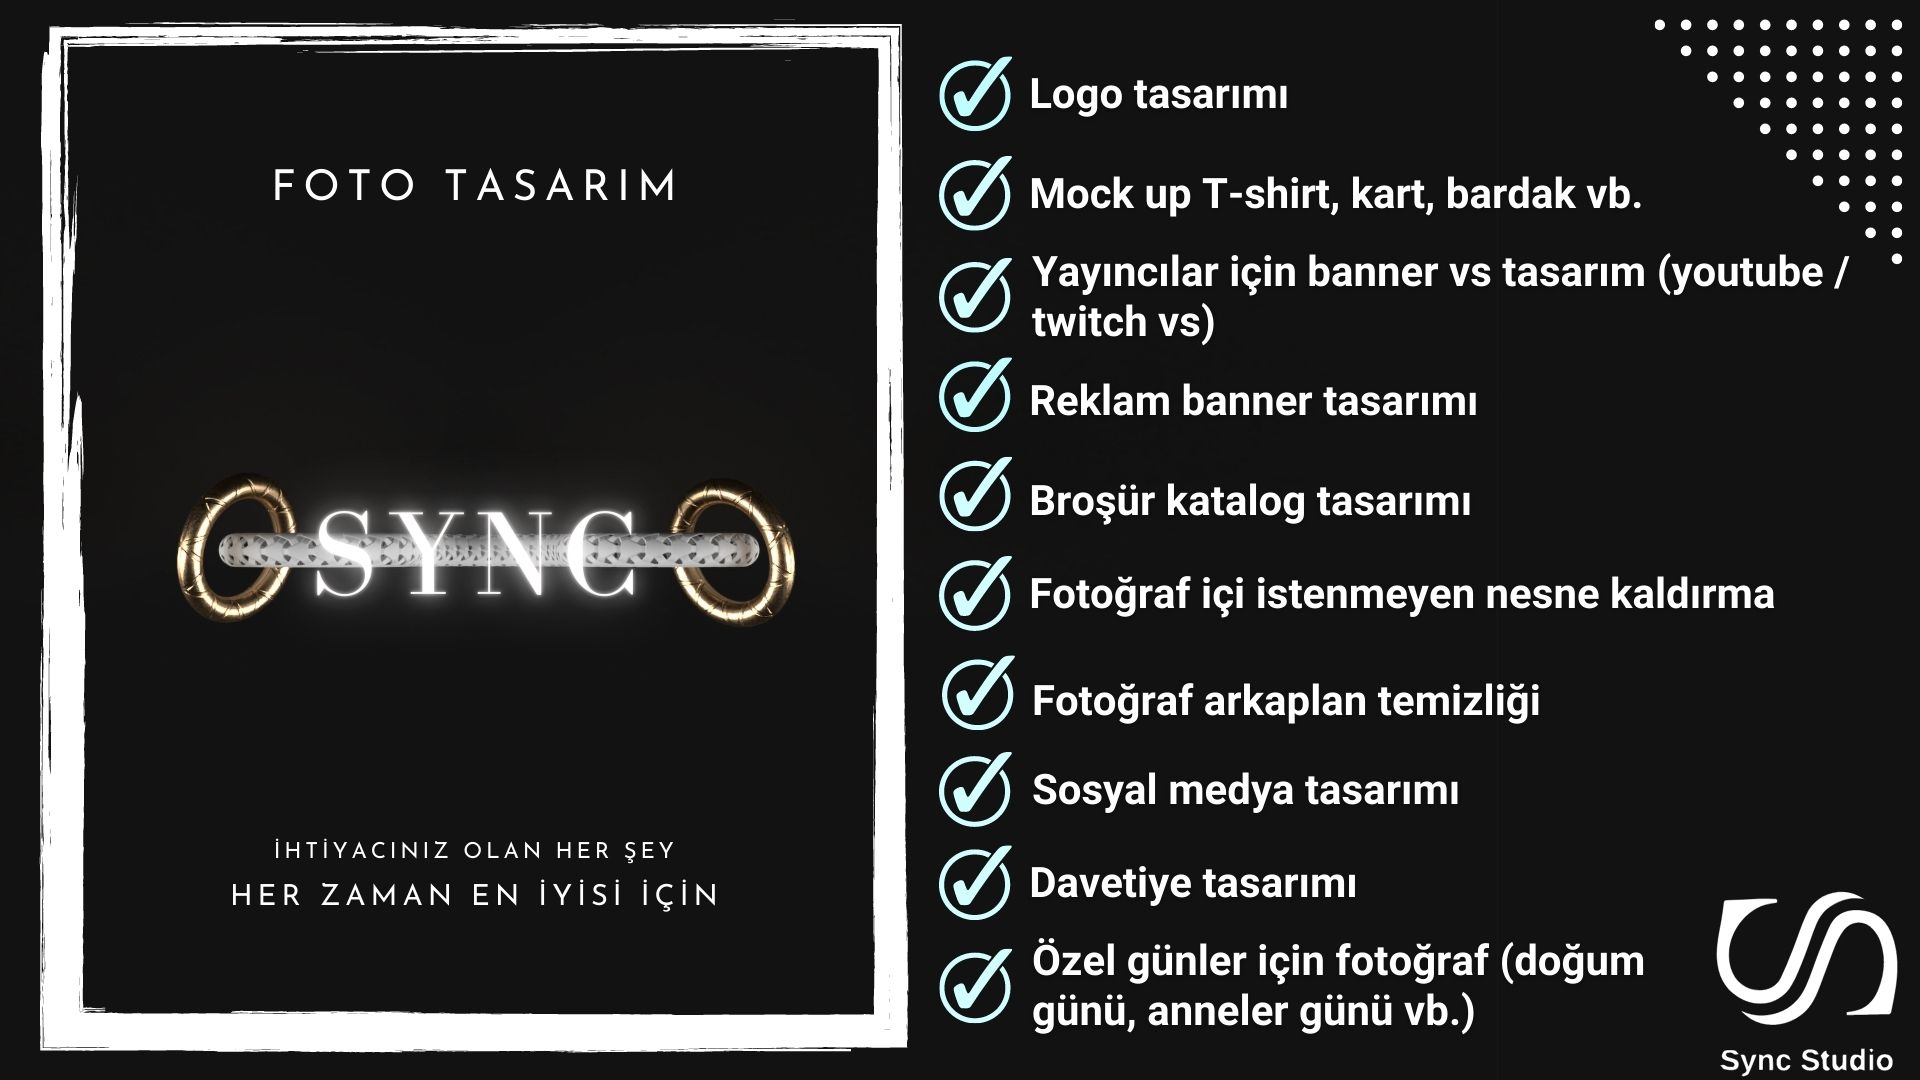 FOTO TASARIM
SYNC
İHTİYACINIZ OLAN HER ŞEY
HER ZAMAN EN İYİSİ İÇİN
Logo tasarımı
Mock up T-shirt, kart, bardak vb.
Yayıncılar için banner vs tasarım (youtube /
twitch vs)
Reklam banner tasarımı
Broşür katalog tasarımı
Fotoğraf içi istenmeyen nesne kaldırma
Fotoğraf arkaplan temizliği
Sosyal medya tasarımı
Davetiye tasarımı
Özel günler için fotoğraf (doğum
günü, anneler günü vb.)
Sync Studio